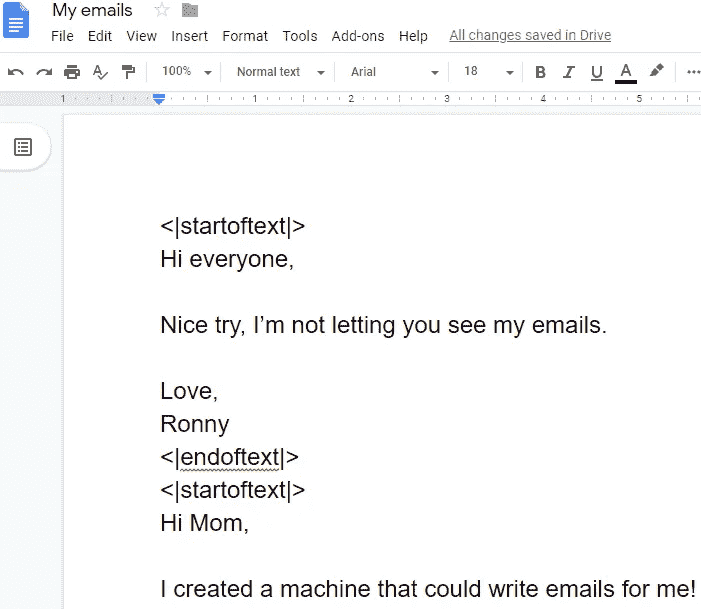 My emails
File Edit View Insert Format Tools Add-ons Help All changes saved in Drive
100% Normal text Arial 18 B I U A
1 1 2 3 4 5
<|startoftext|>
Hi everyone,
Nice try, I’m not letting you see my emails.
Love,
Ronny
<|endoftext|>
<|startoftext|>
Hi Mom,
I created a machine that could write emails for me!